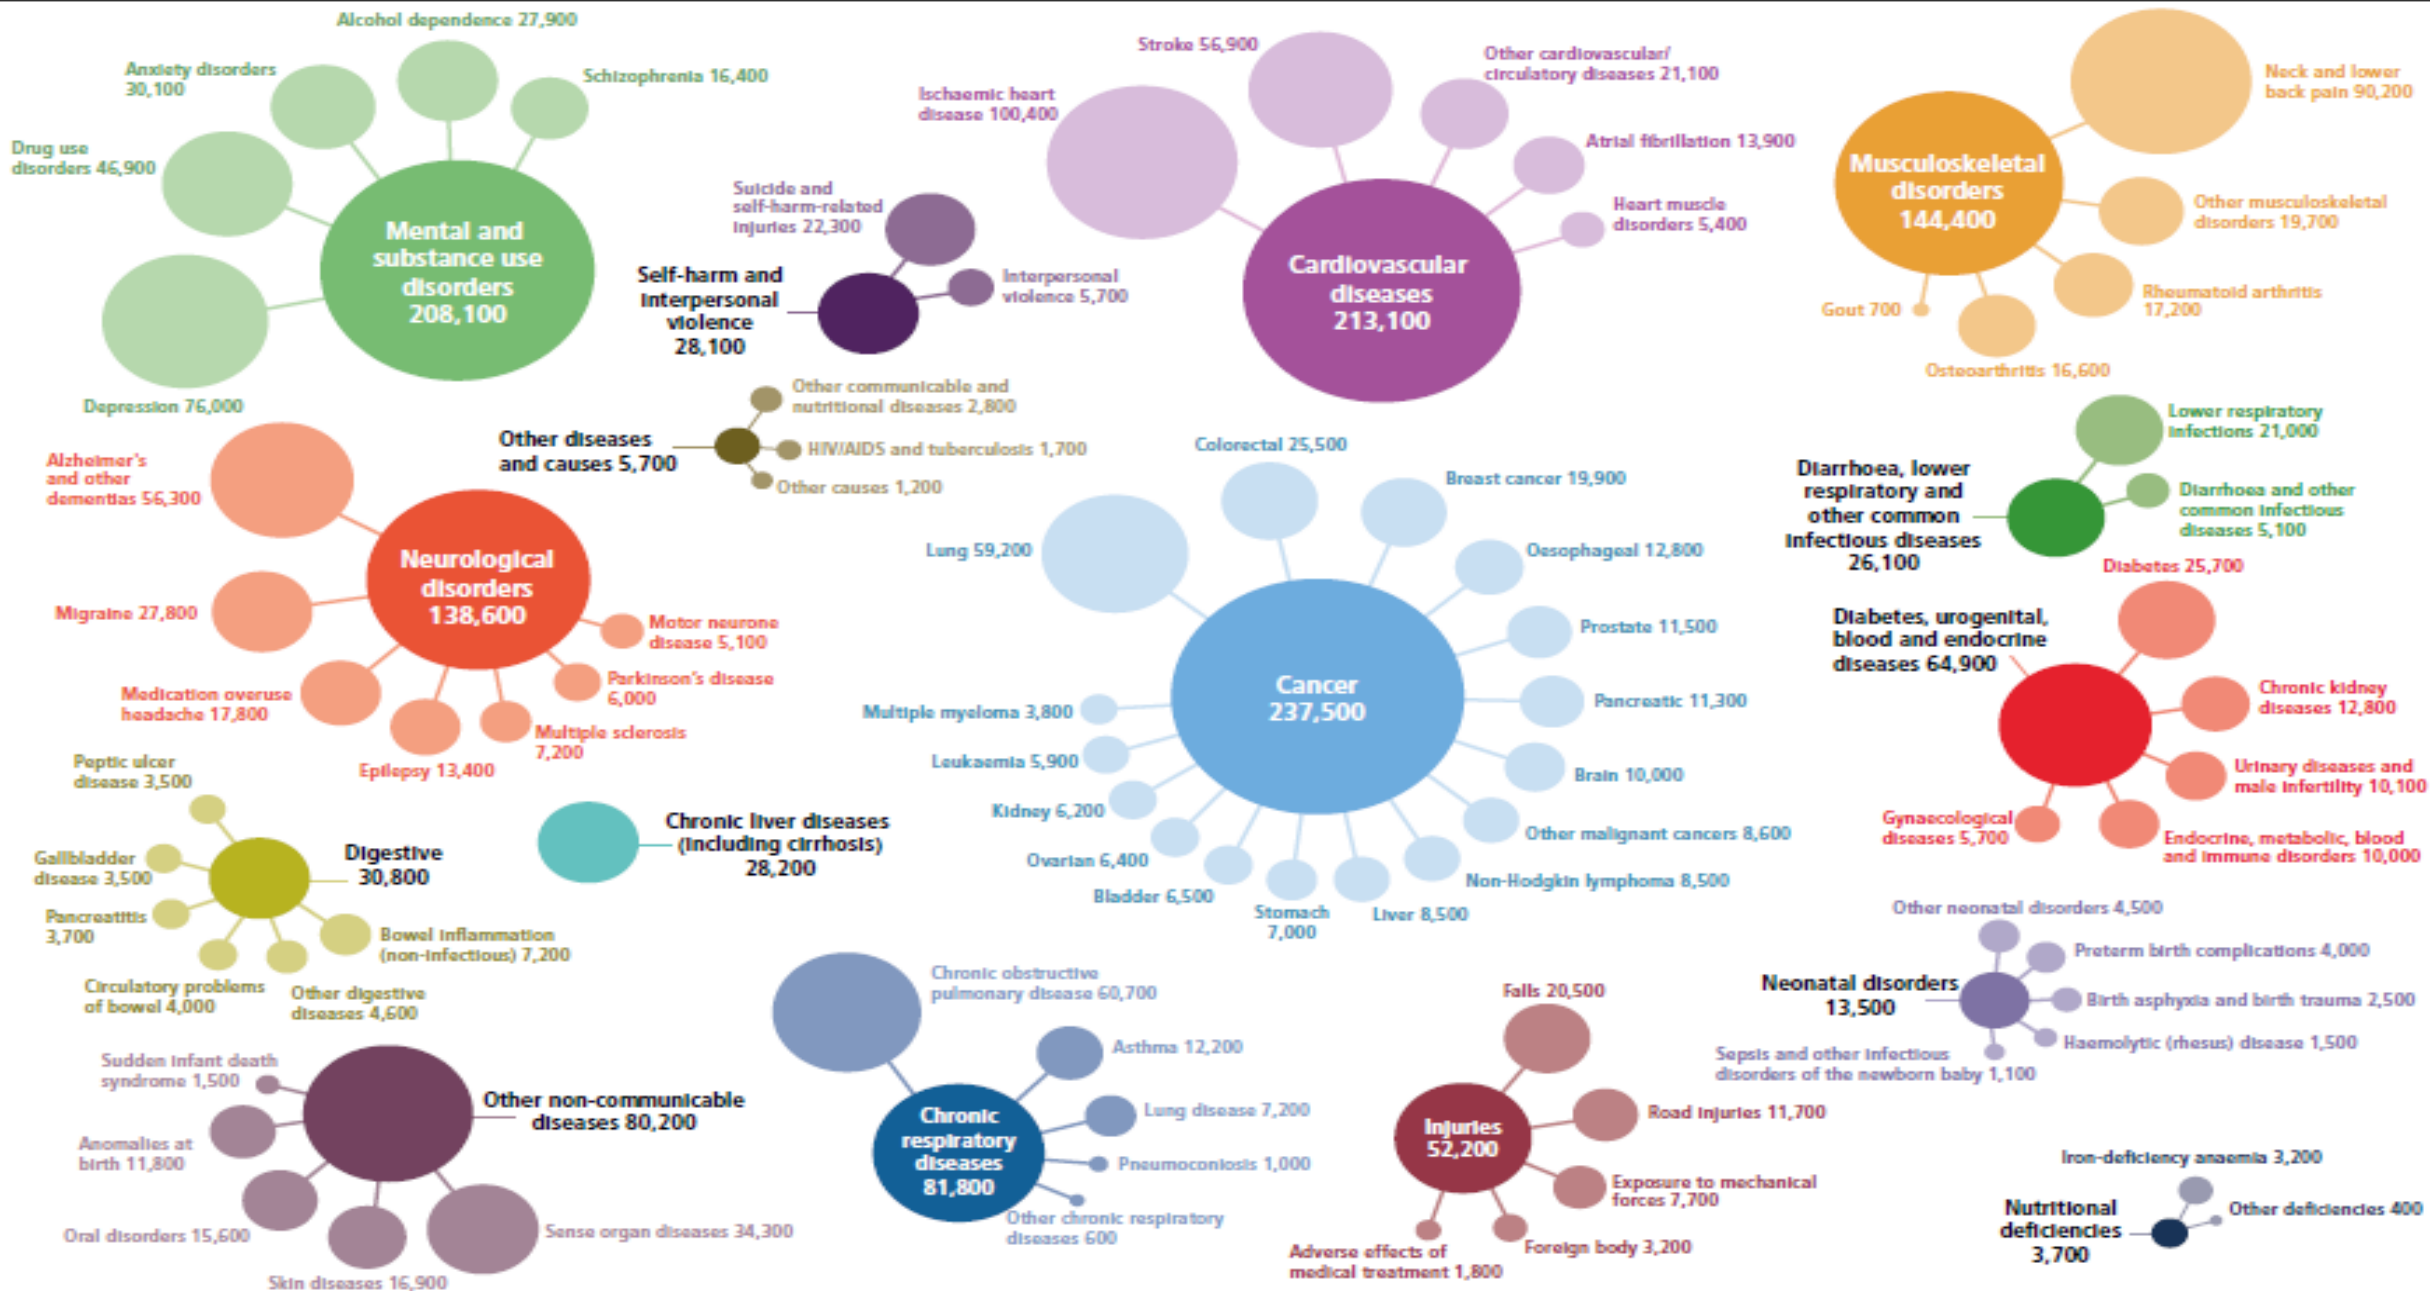 Alcohol dependence 27,900
Anxiety disorders
30,100
Schizophrenia 16,400
Drug use
disorders 46,900
Mental and
substance use
disorders
208,100
Depression 76,000
Suicide and
self-harm-related
injuries 22,300
Self-harm and
interpersonal
violence
28,100
Interpersonal
violence 5,700
Stroke 56,900
Other cardiovascular/
circulatory diseases 21,100
Ischaemic heart
disease 100,400
Atrial fibrillation 13,900
Heart muscle
disorders 5,400
Cardiovascular
diseases
213,100
Neck and lower
back pain 90,200
Musculoskeletal
disorders
144,400
Other musculoskeletal
disorders 19,700
Rheumatoid arthritis
17,200
Gout 700
Osteoarthritis 16,600
Other communicable and
nutritional diseases 2,800
Other diseases
and causes 5,700
HIV/AIDS and tuberculosis 1,700
Other causes 1,200
Lower respiratory
infections 21,000
Diarrhoea, lower
respiratory and
other common
infectious diseases
26,100
Diarrhoea and other
common infectious
diseases 5,100
Alzheimer's
and other
dementias 56,300
Neurological
disorders
138,600
Migraine 27,800
Motor neurone
disease 5,100
Parkinson's disease
6,000
Medication overuse
headache 17,800
Multiple sclerosis
7,200
Epilepsy 13,400
Colorectal 25,500
Breast cancer 19,900
Lung 59,200
Oesophageal 12,800
Prostate 11,500
Cancer
237,500
Pancreatic 11,300
Multiple myeloma 3,800
Leukaemia 5,900
Brain 10,000
Kidney 6,200
Other malignant cancers 8,600
Ovarian 6,400
Non-Hodgkin lymphoma 8,500
Bladder 6,500
Stomach
7,000
Liver 8,500
Diabetes 25,700
Diabetes, urogenital,
blood and endocrine
diseases 64,900
Chronic kidney
diseases 12,800
Urinary diseases and
male infertility 10,100
Gynaecological
diseases 5,700
Endocrine, metabolic, blood
and immune disorders 10,000
Peptic ulcer
disease 3,500
Gallbladder
disease 3,500
Digestive
30,800
Pancreatitis
3,700
Bowel inflammation
(non-infectious) 7,200
Circulatory problems
of bowel 4,000
Other digestive
diseases 4,600
Chronic liver diseases
(including cirrhosis)
28,200
Other neonatal disorders 4,500
Preterm birth complications 4,000
Neonatal disorders
13,500
Birth asphyxia and birth trauma 2,500
Haemolytic (rhesus) disease 1,500
Sepsis and other infectious
disorders of the newborn baby 1,100
Sudden infant death
syndrome 1,500
Other non-communicable
diseases 80,200
Anomalies at
birth 11,800
Oral disorders 15,600
Sense organ diseases 34,300
Skin diseases 16,900
Chronic obstructive
pulmonary disease 60,700
Asthma 12,200
Chronic
respiratory
diseases
81,800
Lung disease 7,200
Pneumoconiosis 1,000
Other chronic respiratory
diseases 600
Falls 20,500
Injuries
52,200
Road injuries 11,700
Exposure to mechanical
forces 7,700
Foreign body 3,200
Adverse effects of
medical treatment 1,800
Iron-deficiency anaemia 3,200
Nutritional
deficiencies
3,700
Other deficiencies 400